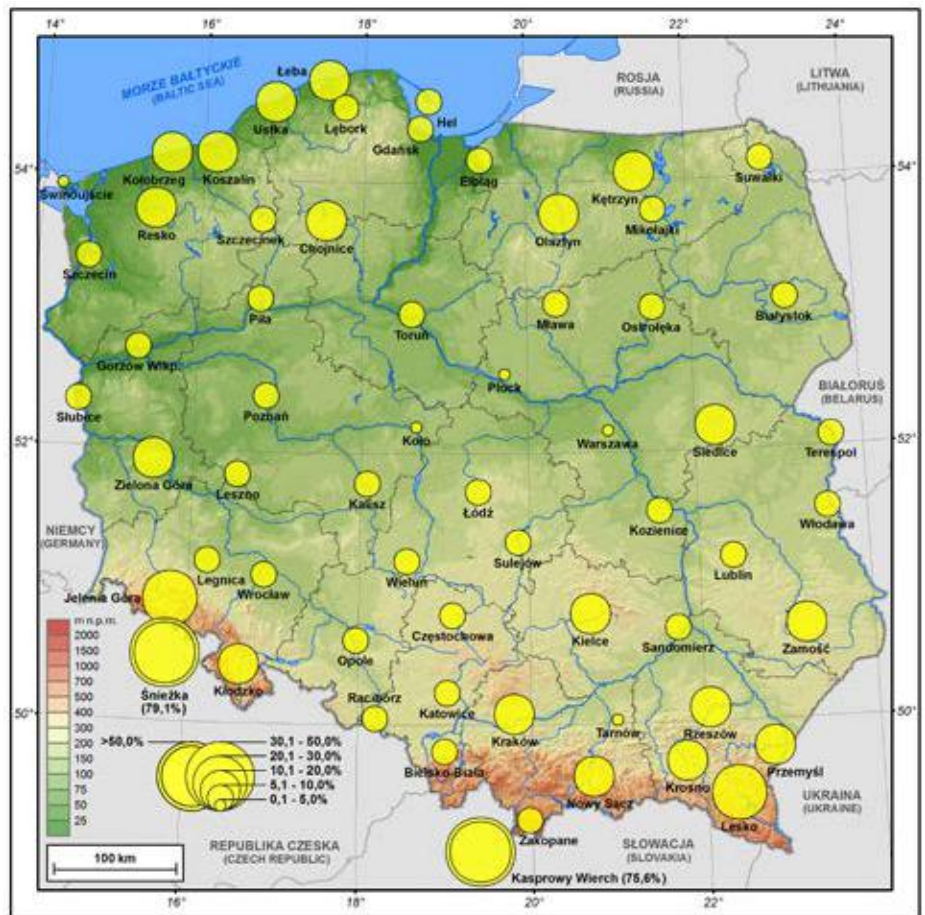 14°
16°
18°
20°
22°
24°
MORZE BAŁTYCKIE
(BALTIC SEA)
ROSJA
(RUSSIA)
LITWA
(LITHUANIA)
Łeba
Ustka
Lębork
Hel
Gdańsk
54°
54°
Kołobrzeg
Koszalin
Elbląg
Kętrzyn
Suwałki
Świnoujście
Resko
Szczecinek
Chojnice
Olsztyn
Mikołajki
Szczecin
Piła
Toruń
Mława
Ostrołęka
Białystok
Gorzów Wlkp.
Płock
BIAŁORUŚ
(BELARUS)
Słubice
Poznań
Koło
Warszawa
Siedlce
Terespol
52°
52°
Zielona Góra
Leszno
Kalisz
Łódź
Kozienice
Włodawa
NIEMCY
(GERMANY)
Legnica
Wrocław
Wieluń
Sulejów
Lublin
Jelenia Góra
Częstochowa
Kielce
Sandomierz
Zamość
m n.p.m.
2000
1500
1000
700
500
400
300
200
150
100
75
50
25
Śnieżka
(79,1%)
Kłodzko
Opole
Racibórz
Katowice
Kraków
Tarnów
Rzeszów
Przemyśl
50°
50°
>50,0%
30,1 - 50,0%
20,1 - 30,0%
10,1 - 20,0%
5,1 - 10,0%
0,1 - 5,0%
Bielsko-Biała
Nowy Sącz
Krosno
Lesko
UKRAINA
(UKRAINE)
Zakopane
100 km
REPUBLIKA CZESKA
(CZECH REPUBLIC)
SŁOWACJA
(SLOVAKIA)
Kasprowy Wierch (75,6%)
16°
18°
20°
22°